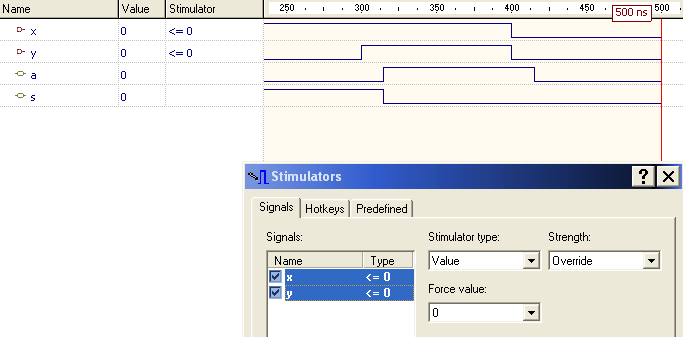 Name Value Stimulator 250 300 350 400 450 500
500 ns
x 0 <= 0
y 0 <= 0
a 0
s 0
Stimulators
Signals Hotkeys Predefined
Signals: Stimulator type: Strength:
Name Type Value Override
x <= 0
y <= 0 Force value:
0